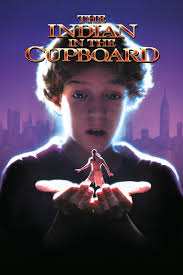 THE
INDIAN
IN THE
CUPBOARD